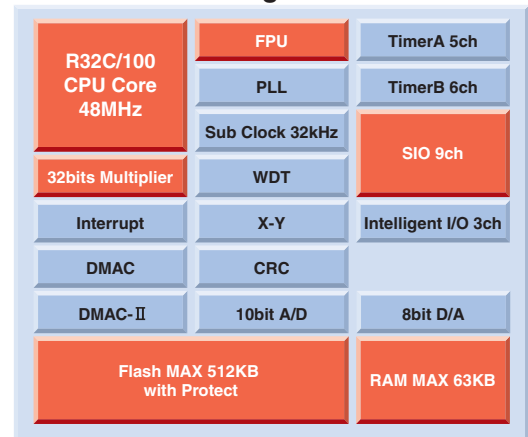 R32C/100
CPU Core
48MHz
FPU
TimerA 5ch
PLL
TimerB 6ch
Sub Clock 32kHz
SIO 9ch
32bits Multiplier
WDT
Interrupt
X-Y
Intelligent I/O 3ch
DMAC
CRC
DMAC-Ⅱ
10bit A/D
8bit D/A
Flash MAX 512KB
with Protect
RAM MAX 63KB